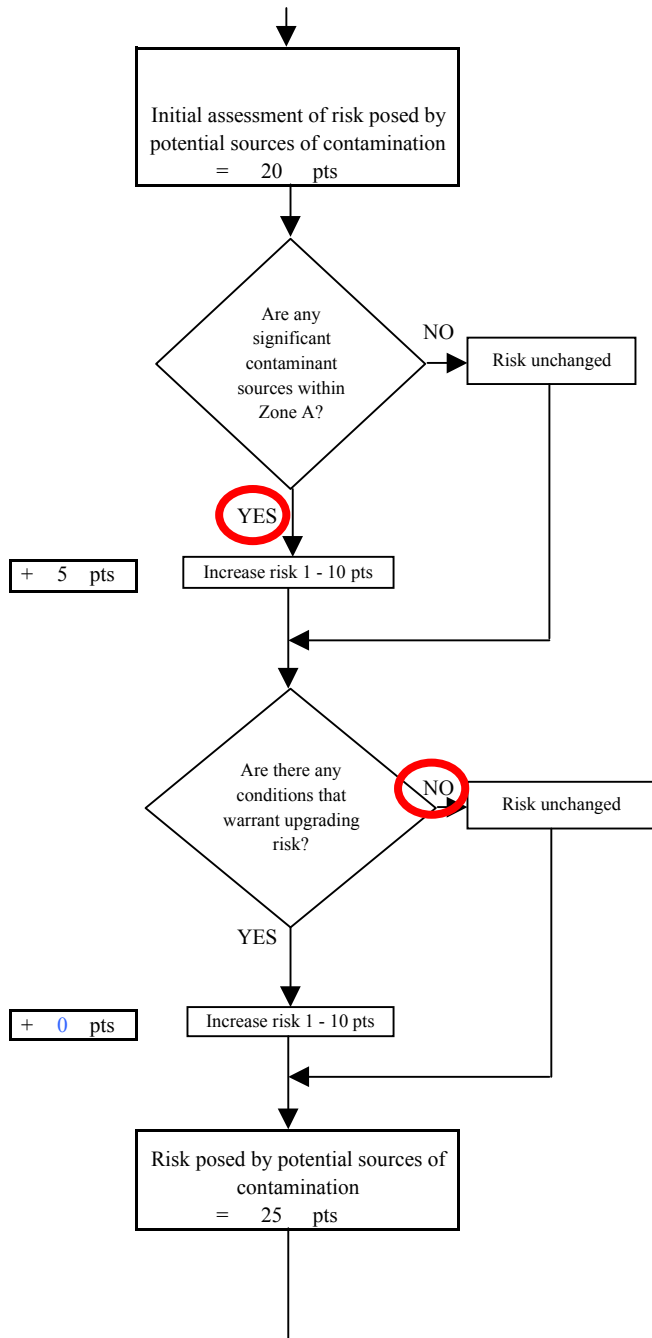 Initial assessment of risk posed by
potential sources of contamination
= 20 pts
Are any
significant
contaminant
sources within
Zone A?
NO
Risk unchanged
YES
+ 5 pts
Increase risk 1 - 10 pts
Are there any
conditions that
warrant upgrading
risk?
NO
Risk unchanged
YES
+ 0 pts
Increase risk 1 - 10 pts
Risk posed by potential sources of
contamination
= 25 pts